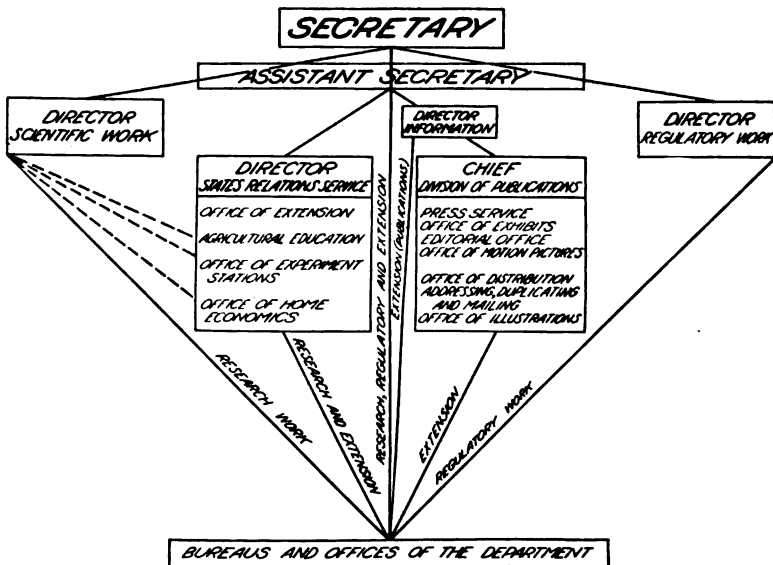 SECRETARY
ASSISTANT SECRETARY
DIRECTOR
SCIENTIFIC WORK
DIRECTOR
INFORMATION
DIRECTOR
REGULATORY WORK
DIRECTOR
STATES RELATIONS SERVICE
OFFICE OF EXTENSION
AGRICULTURAL EDUCATION
OFFICE OF EXPERIMENT
STATIONS
OFFICE OF HOME
ECONOMICS
CHIEF
DIVISION OF PUBLICATIONS
PRESS SERVICE
OFFICE OF EXHIBITS
EDITORIAL OFFICE
OFFICE OF MOTION PICTURES
OFFICE OF DISTRIBUTION
ADDRESSING, DUPLICATING
AND MAILING
OFFICE OF ILLUSTRATIONS
RESEARCH WORK
RESEARCH AND EXTENSION
RESEARCH, REGULATORY AND EXTENSION
EXTENSION (PUBLICATIONS)
EXTENSION
REGULATORY WORK
BUREAUS AND OFFICES OF THE DEPARTMENT